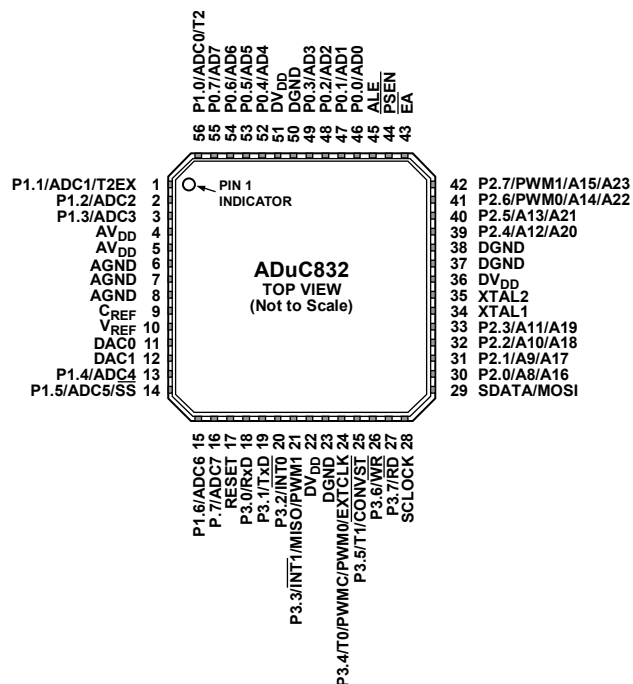 P1.0/ADC0/T2
P0.7/AD7
P0.6/AD6
P0.5/AD5
P0.4/AD4
DVDD
DGND
P0.3/AD3
P0.2/AD2
P0.1/AD1
P0.0/AD0
ALE
PSEN
EA
56 55 54 53 52 51 50 49 48 47 46 45 44 43
P1.1/ADC1/T2EX 1
P1.2/ADC2 2
P1.3/ADC3 3
AVDD 4
AVDD 5
AGND 6
AGND 7
AGND 8
CREF 9
VREF 10
DAC0 11
DAC1 12
P1.4/ADC4 13
P1.5/ADC5/SS 14
PIN 1
INDICATOR
ADuC832
TOP VIEW
(Not to Scale)
42 P2.7/PWM1/A15/A23
41 P2.6/PWM0/A14/A22
40 P2.5/A13/A21
39 P2.4/A12/A20
38 DGND
37 DGND
36 DVDD
35 XTAL2
34 XTAL1
33 P2.3/A11/A19
32 P2.2/A10/A18
31 P2.1/A9/A17
30 P2.0/A8/A16
29 SDATA/MOSI
P1.6/ADC6 15
P.7/ADC7 16
RESET 17
P3.0/RxD 18
P3.1/TxD 19
P3.2/INT0 20
P3.3/INT1/MISO/PWM1 21
DVDD 22
DGND 23
P3.4/T0/PWMC/PWM0/EXTCLK 24
P3.5/T1/CONVST 25
P3.6/WR 26
P3.7/RD 27
SCLOCK 28